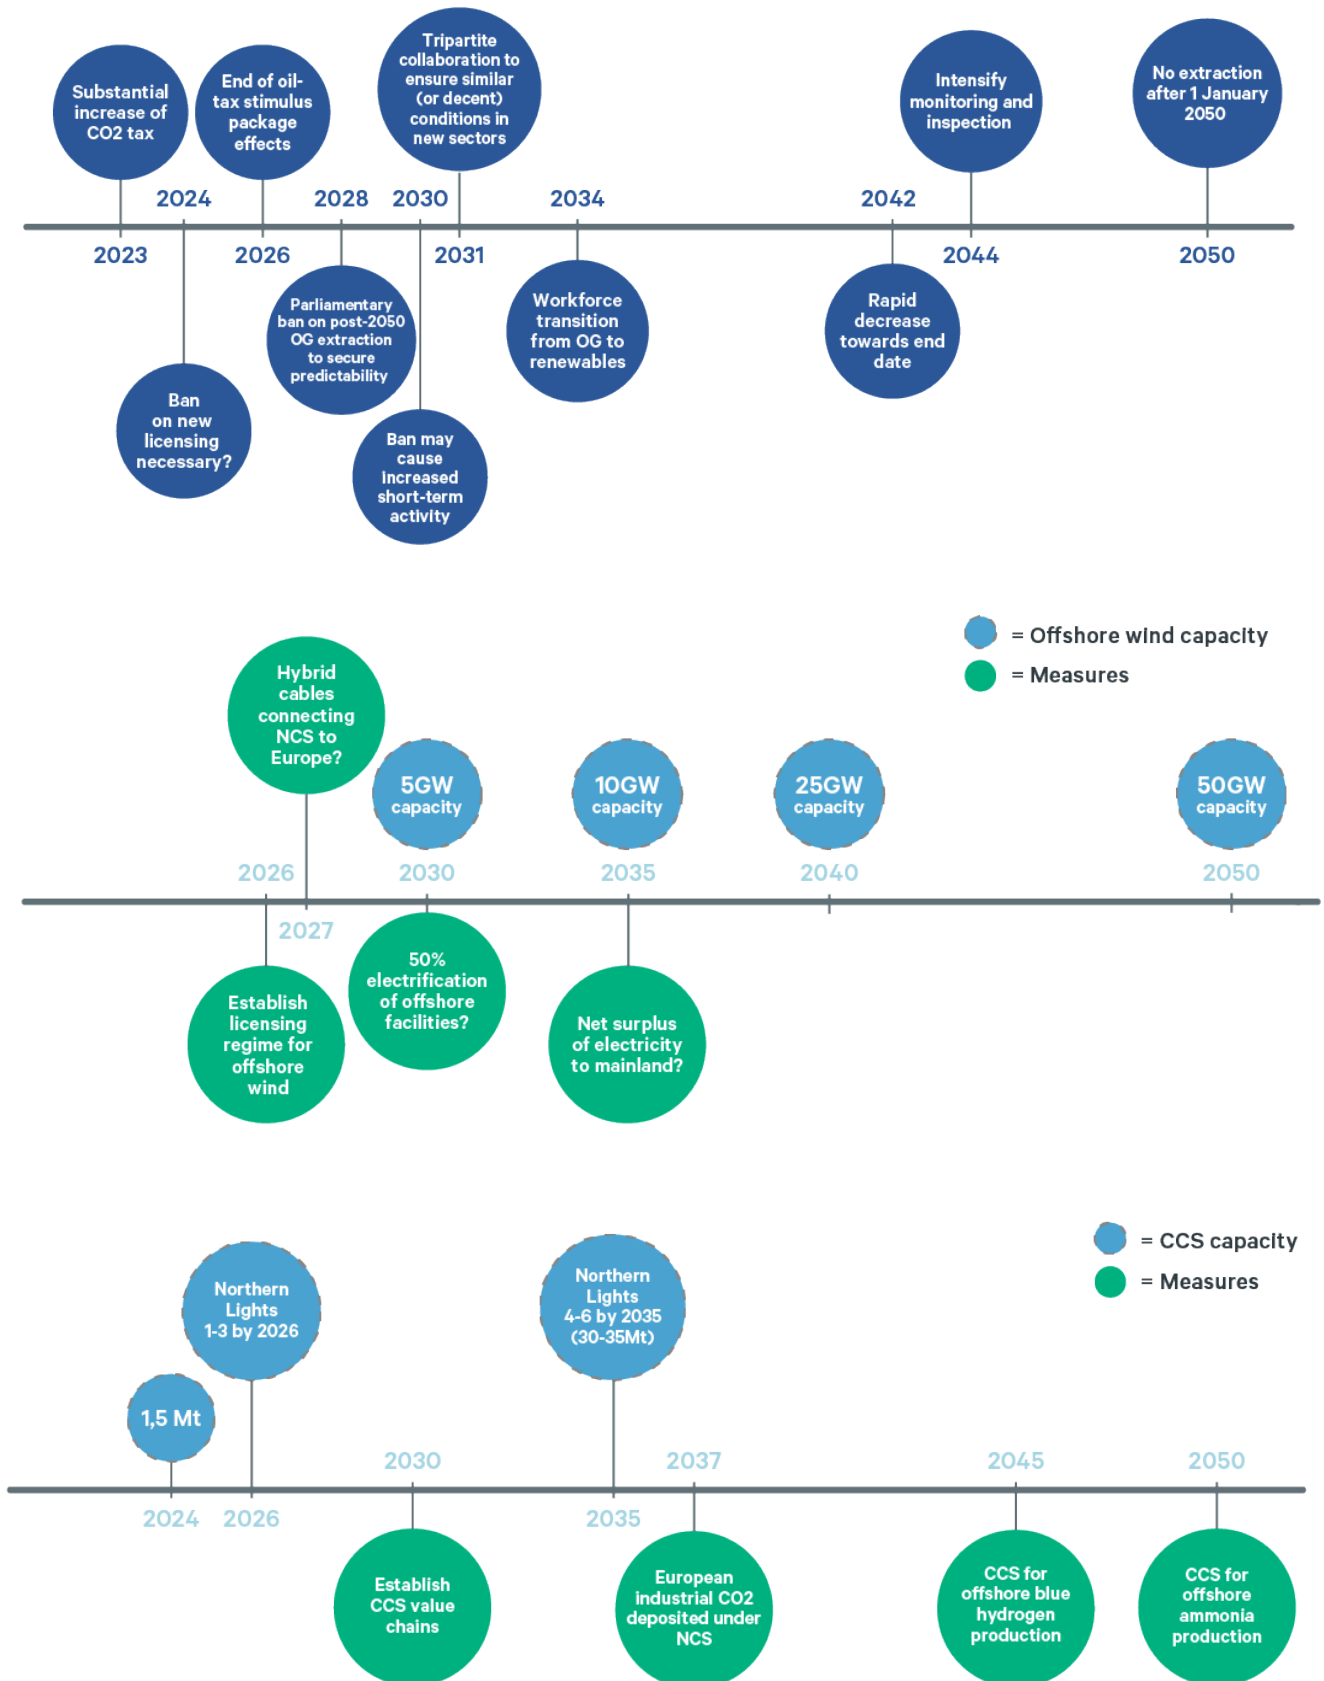 Substantial
increase of
CO2 tax
End of oil-
tax stimulus
package
effects
Tripartite
collaboration to
ensure similar
(or decent)
conditions in
new sectors
Intensify
monitoring and
inspection
No extraction
after 1 January
2050
2024
2028
2030
2034
2042
2023
2026
2031
2044
2050
Ban
on new
licensing
necessary?
Parliamentary
ban on post-2050
OG extraction
to secure
predictability
Ban may
cause
increased
short-term
activity
Workforce
transition
from OG to
renewables
Rapid
decrease
towards end
date
= Offshore wind capacity
= Measures
Hybrid
cables
connecting
NCS to
Europe?
5GW
capacity
10GW
capacity
25GW
capacity
50GW
capacity
2026
2030
2035
2040
2050
2027
Establish
licensing
regime for
offshore
wind
50%
electrification
of offshore
facilities?
Net surplus
of electricity
to mainland?
= CCS capacity
= Measures
1,5 Mt
Northern
Lights
1-3 by 2026
Northern
Lights
4-6 by 2035
(30-35Mt)
2030
2037
2045
2050
2024
2026
2035
Establish
CCS value
chains
European
industrial CO2
deposited under
NCS
CCS for
offshore blue
hydrogen
production
CCS for
offshore
ammonia
production